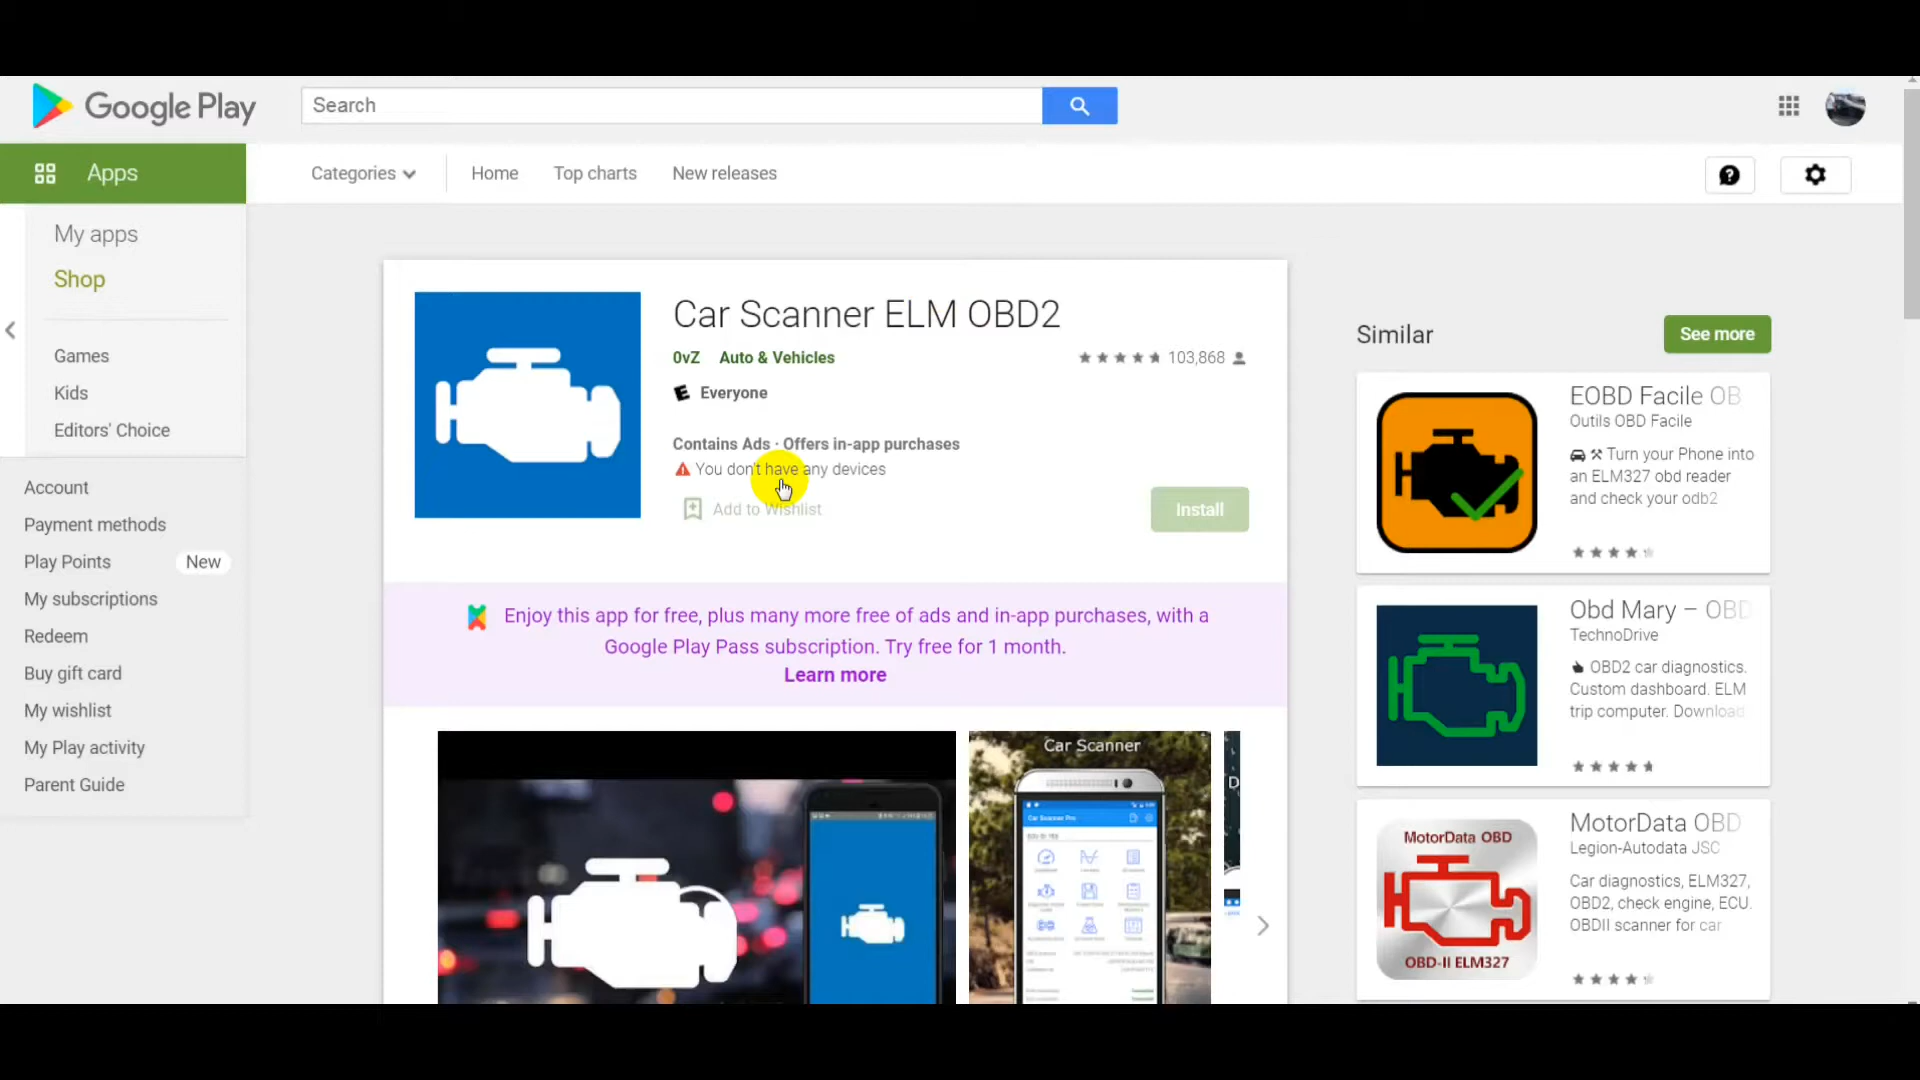 Google Play
Search
Apps
Categories
Home
Top charts
New releases
My apps
Shop
Games
Kids
Editors' Choice
Account
Payment methods
Play Points
New
My subscriptions
Redeem
Buy gift card
My wishlist
My Play activity
Parent Guide
Car Scanner ELM OBD2
0vZ Auto & Vehicles
103,868
E Everyone
Contains Ads · Offers in-app purchases
You don't have any devices
Add to Wishlist
Install
Enjoy this app for free, plus many more free of ads and in-app purchases, with a
Google Play Pass subscription. Try free for 1 month.
Learn more
Car Scanner
Car Scanner Pro
D
Similar
See more
EOBD Facile OB
Outils OBD Facile
Turn your Phone into
an ELM327 obd reader
and check your odb2
Obd Mary – OBD
TechnoDrive
OBD2 car diagnostics.
Custom dashboard. ELM
trip computer. Download
MotorData OBD
OBD-II ELM327
MotorData OBD
Legion-Autodata JSC
Car diagnostics, ELM327,
OBD2, check engine, ECU.
OBDII scanner for car